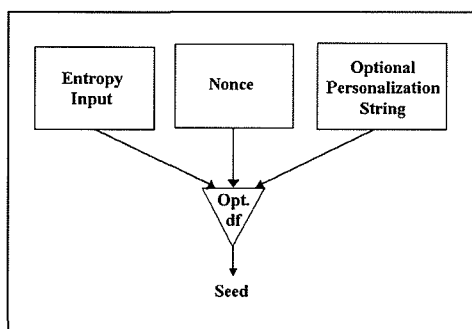 Entropy
Input
Nonce
Optional
Personalization
String
Opt.
df
Seed